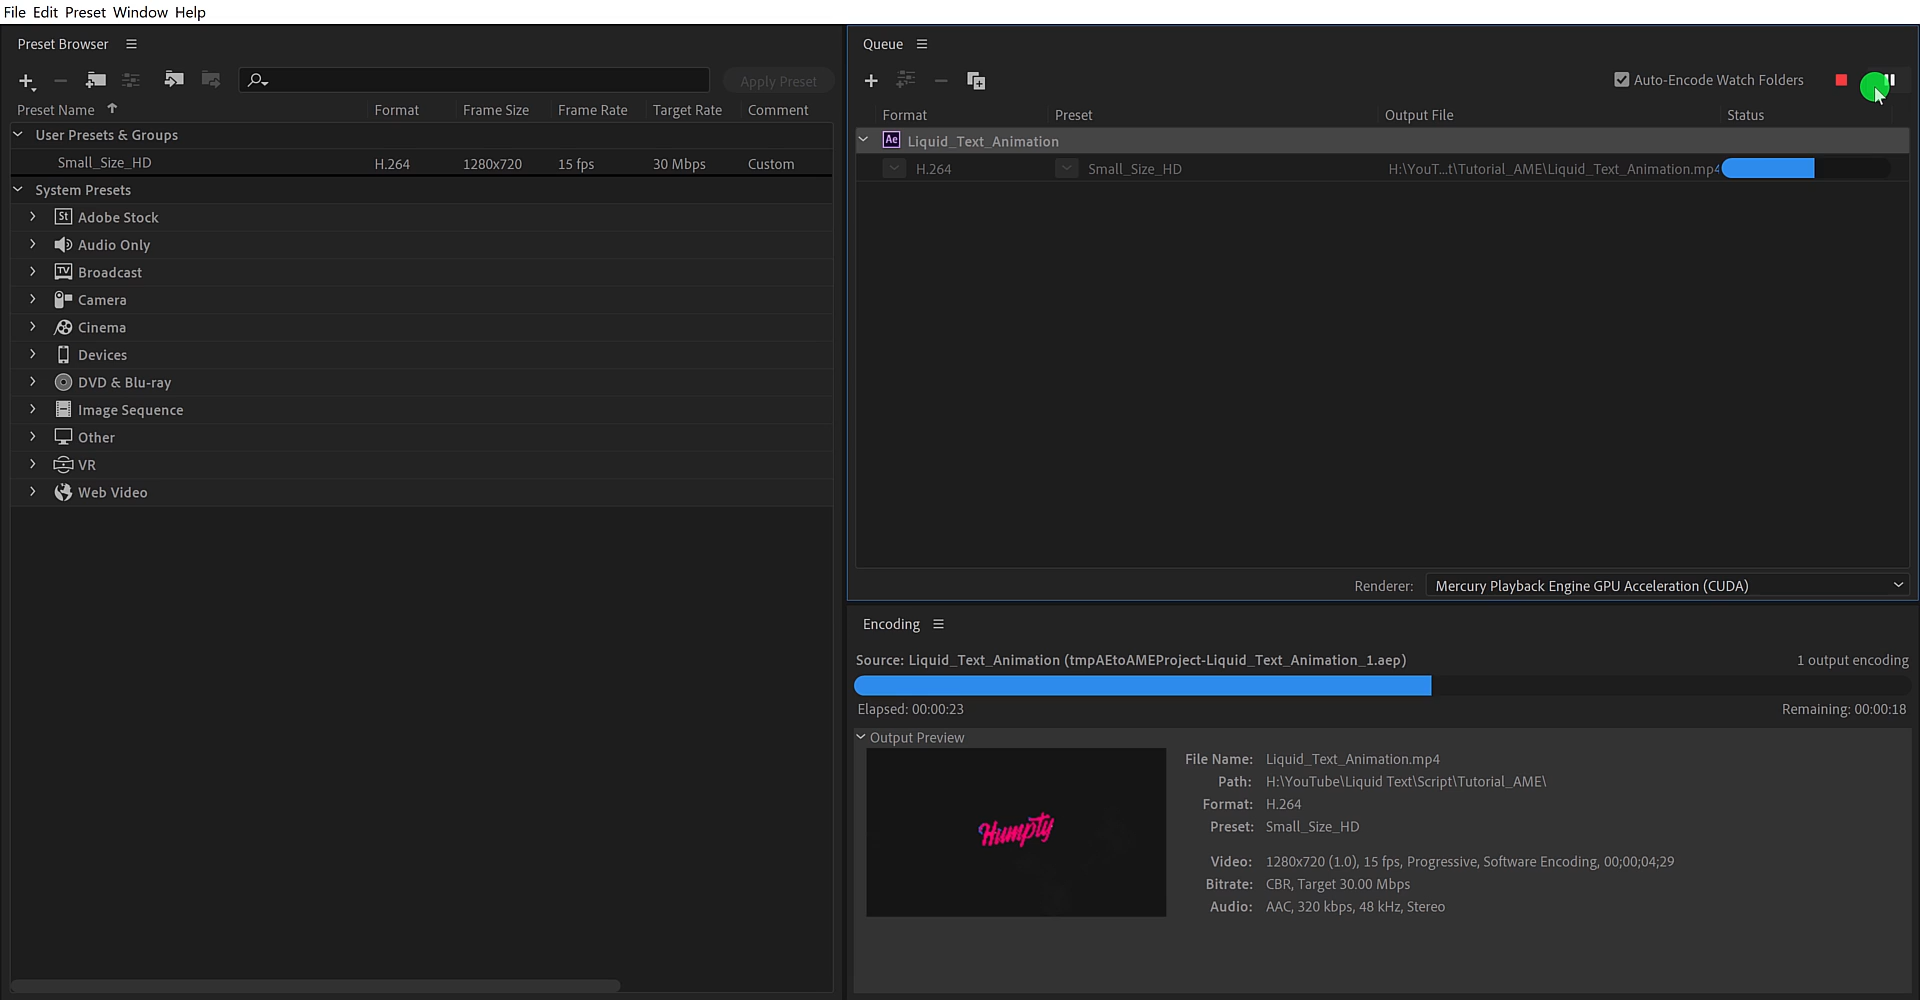 File Edit Preset Window Help
Preset Browser
Apply Preset
Preset Name Format Frame Size Frame Rate Target Rate Comment
User Presets & Groups
Small_Size_HD H.264 1280x720 15 fps 30 Mbps Custom
System Presets
St Adobe Stock
Audio Only
TV Broadcast
Camera
Cinema
Devices
DVD & Blu-ray
Image Sequence
Other
VR
Web Video
Queue
Auto-Encode Watch Folders
Format Preset Output File Status
Ae Liquid_Text_Animation
H.264 Small_Size_HD H:\YouT...t\Tutorial_AME\Liquid_Text_Animation.mp4
Renderer: Mercury Playback Engine GPU Acceleration (CUDA)
Encoding
Source: Liquid_Text_Animation (tmpAEtoAMEProject-Liquid_Text_Animation_1.aep) 1 output encoding
Elapsed: 00:00:23 Remaining: 00:00:18
Output Preview
Humpty
File Name: Liquid_Text_Animation.mp4
Path: H:\YouTube\Liquid Text\Script\Tutorial_AME\
Format: H.264
Preset: Small_Size_HD
Video: 1280x720 (1.0), 15 fps, Progressive, Software Encoding, 00;00;04;29
Bitrate: CBR, Target 30.00 Mbps
Audio: AAC, 320 kbps, 48 kHz, Stereo